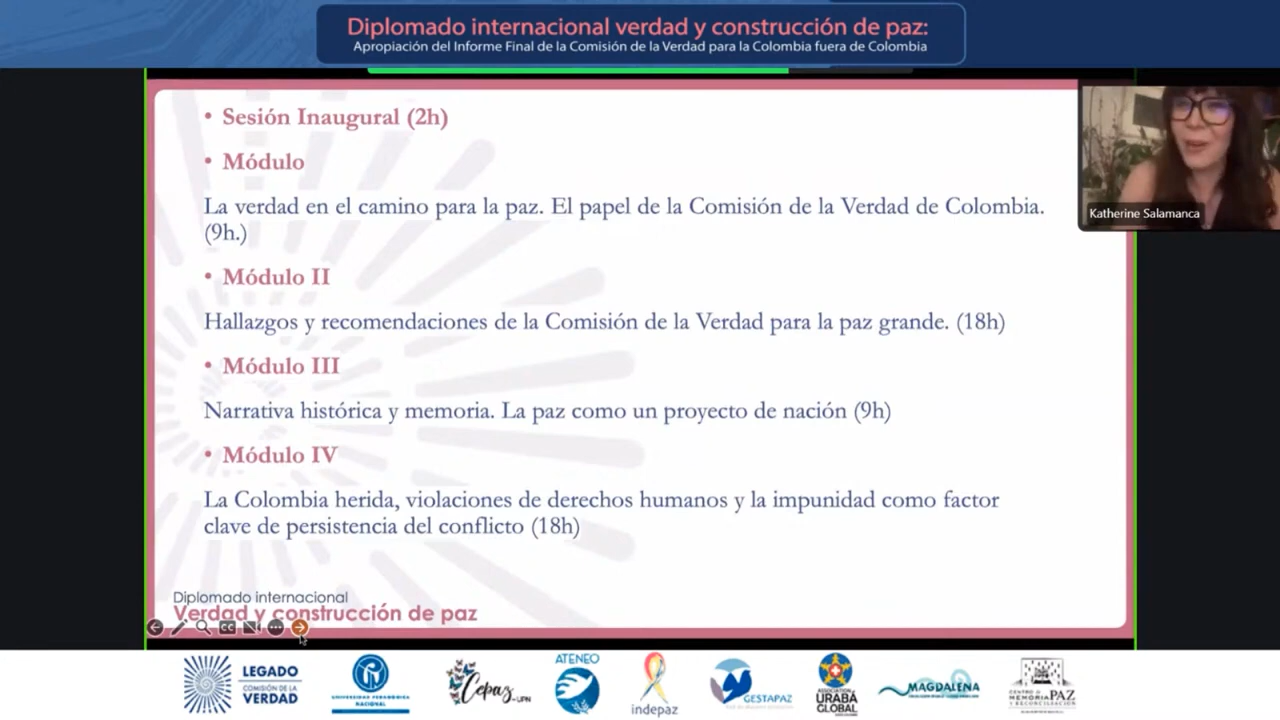 Diplomado internacional verdad y construcción de paz:
Apropiación del Informe Final de la Comisión de la Verdad para la Colombia fuera de Colombia
• Sesión Inaugural (2h)
• Módulo
La verdad en el camino para la paz. El papel de la Comisión de la Verdad de Colombia.
(9h.)
• Módulo II
Hallazgos y recomendaciones de la Comisión de la Verdad para la paz grande. (18h)
• Módulo III
Narrativa histórica y memoria. La paz como un proyecto de nación (9h)
• Módulo IV
La Colombia herida, violaciones de derechos humanos y la impunidad como factor
clave de persistencia del conflicto (18h)
Katherine Salamanca
Diplomado internacional
Verdad y construcción de paz
CC
LEGADO
COMISIÓN DE LA
VERDAD
UNIVERSIDAD PEDAGÓGICA
NACIONAL
Cepaz UPN
ATENEO
indepaz
GESTAPAZ
ASSOCIATION
URABÁ
GLOBAL
MAGDALENA
CENTRO DE
MEMORIA PAZ
Y RECONCILIACIÓN